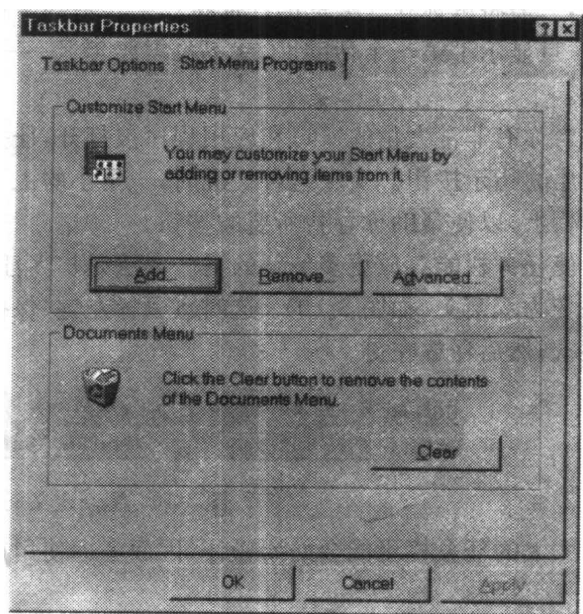 Taskbar Properties
Taskbar Options Start Menu Programs
Customize Start Menu
You may customize your Start Menu by
adding or removing items from it.
Add... Remove... Advanced...
Documents Menu
Click the Clear button to remove the contents
of the Documents Menu.
Clear
OK Cancel Apply